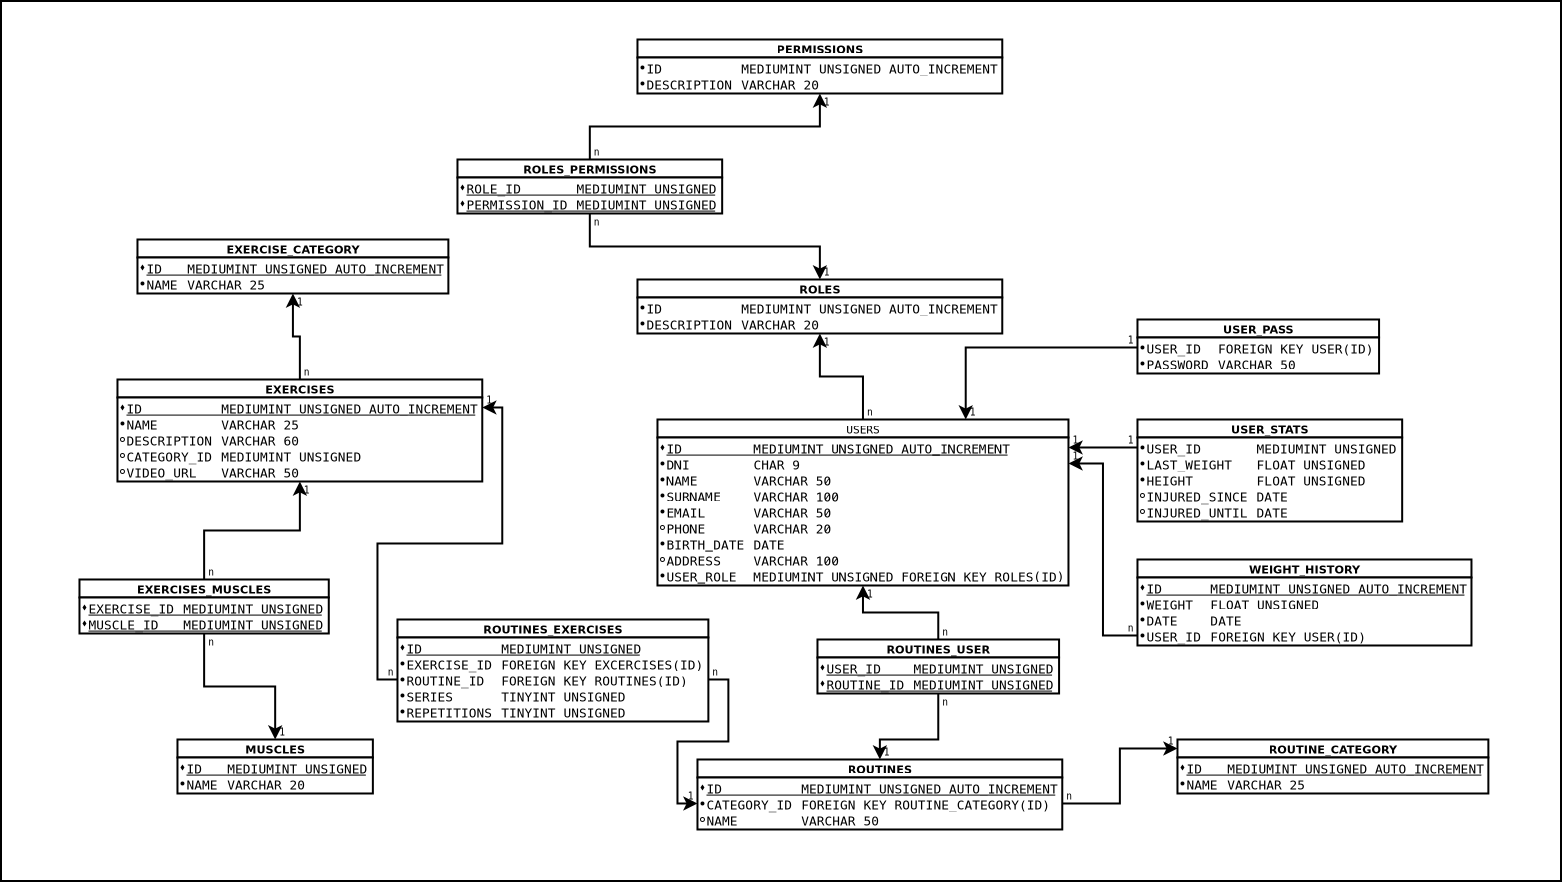 PERMISSIONS
ID MEDIUMINT UNSIGNED AUTO_INCREMENT
DESCRIPTION VARCHAR 20
1
n
ROLES_PERMISSIONS
ROLE_ID MEDIUMINT UNSIGNED
PERMISSION_ID MEDIUMINT UNSIGNED
n
1
EXERCISE_CATEGORY
ID MEDIUMINT UNSIGNED AUTO_INCREMENT
NAME VARCHAR 25
1
n
ROLES
ID MEDIUMINT UNSIGNED AUTO_INCREMENT
DESCRIPTION VARCHAR 20
1
n
USER_PASS
USER_ID FOREIGN KEY USER(ID)
PASSWORD VARCHAR 50
1
1
EXERCISES
ID MEDIUMINT UNSIGNED AUTO_INCREMENT
NAME VARCHAR 25
DESCRIPTION VARCHAR 60
CATEGORY_ID MEDIUMINT UNSIGNED
VIDEO_URL VARCHAR 50
1
1
USERS
ID MEDIUMINT UNSIGNED AUTO_INCREMENT
DNI CHAR 9
NAME VARCHAR 50
SURNAME VARCHAR 100
EMAIL VARCHAR 50
PHONE VARCHAR 20
BIRTH_DATE DATE
ADDRESS VARCHAR 100
USER_ROLE MEDIUMINT UNSIGNED FOREIGN KEY ROLES(ID)
1
1
1
USER_STATS
USER_ID MEDIUMINT UNSIGNED
LAST_WEIGHT FLOAT UNSIGNED
HEIGHT FLOAT UNSIGNED
INJURED_SINCE DATE
INJURED_UNTIL DATE
1
WEIGHT_HISTORY
ID MEDIUMINT UNSIGNED AUTO_INCREMENT
WEIGHT FLOAT UNSIGNED
DATE DATE
USER_ID FOREIGN KEY USER(ID)
n
n
EXERCISES_MUSCLES
EXERCISE_ID MEDIUMINT UNSIGNED
MUSCLE_ID MEDIUMINT UNSIGNED
n
1
ROUTINES_EXERCISES
ID MEDIUMINT UNSIGNED
EXERCISE_ID FOREIGN KEY EXCERCISES(ID)
ROUTINE_ID FOREIGN KEY ROUTINES(ID)
SERIES TINYINT UNSIGNED
REPETITIONS TINYINT UNSIGNED
n
n
1
n
ROUTINES_USER
USER_ID MEDIUMINT UNSIGNED
ROUTINE_ID MEDIUMINT UNSIGNED
n
1
MUSCLES
ID MEDIUMINT UNSIGNED
NAME VARCHAR 20
ROUTINES
ID MEDIUMINT UNSIGNED AUTO_INCREMENT
CATEGORY_ID FOREIGN KEY ROUTINE_CATEGORY(ID)
NAME VARCHAR 50
n
1
ROUTINE_CATEGORY
ID MEDIUMINT UNSIGNED AUTO_INCREMENT
NAME VARCHAR 25